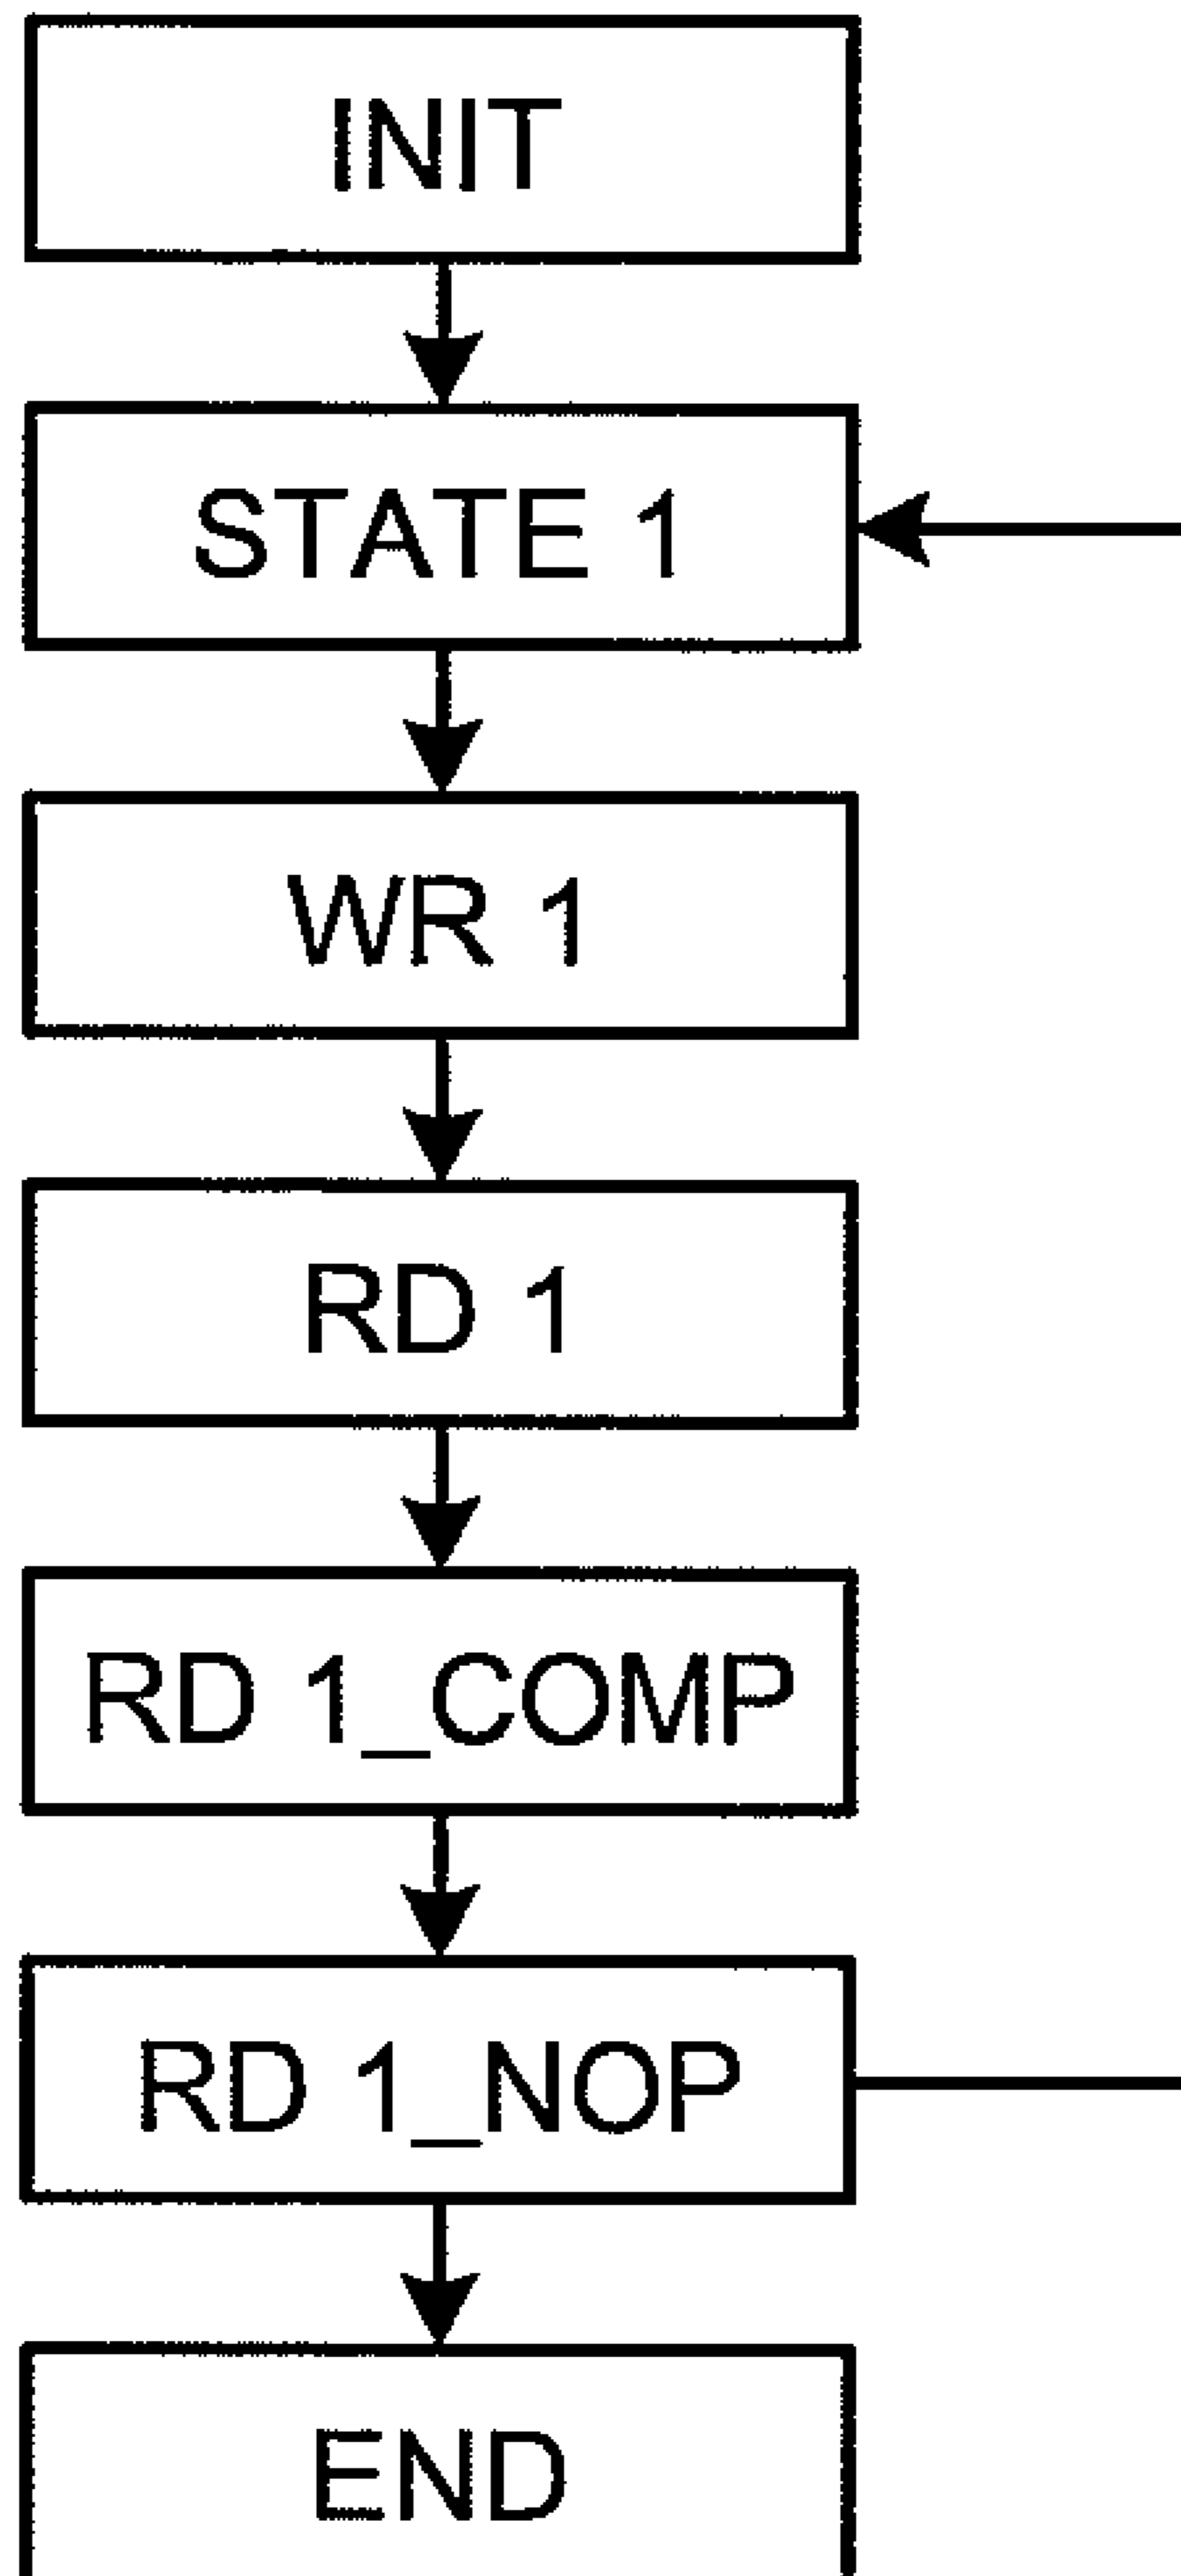 INIT
STATE 1
WR 1
RD 1
RD 1_COMP
RD 1_NOP
END